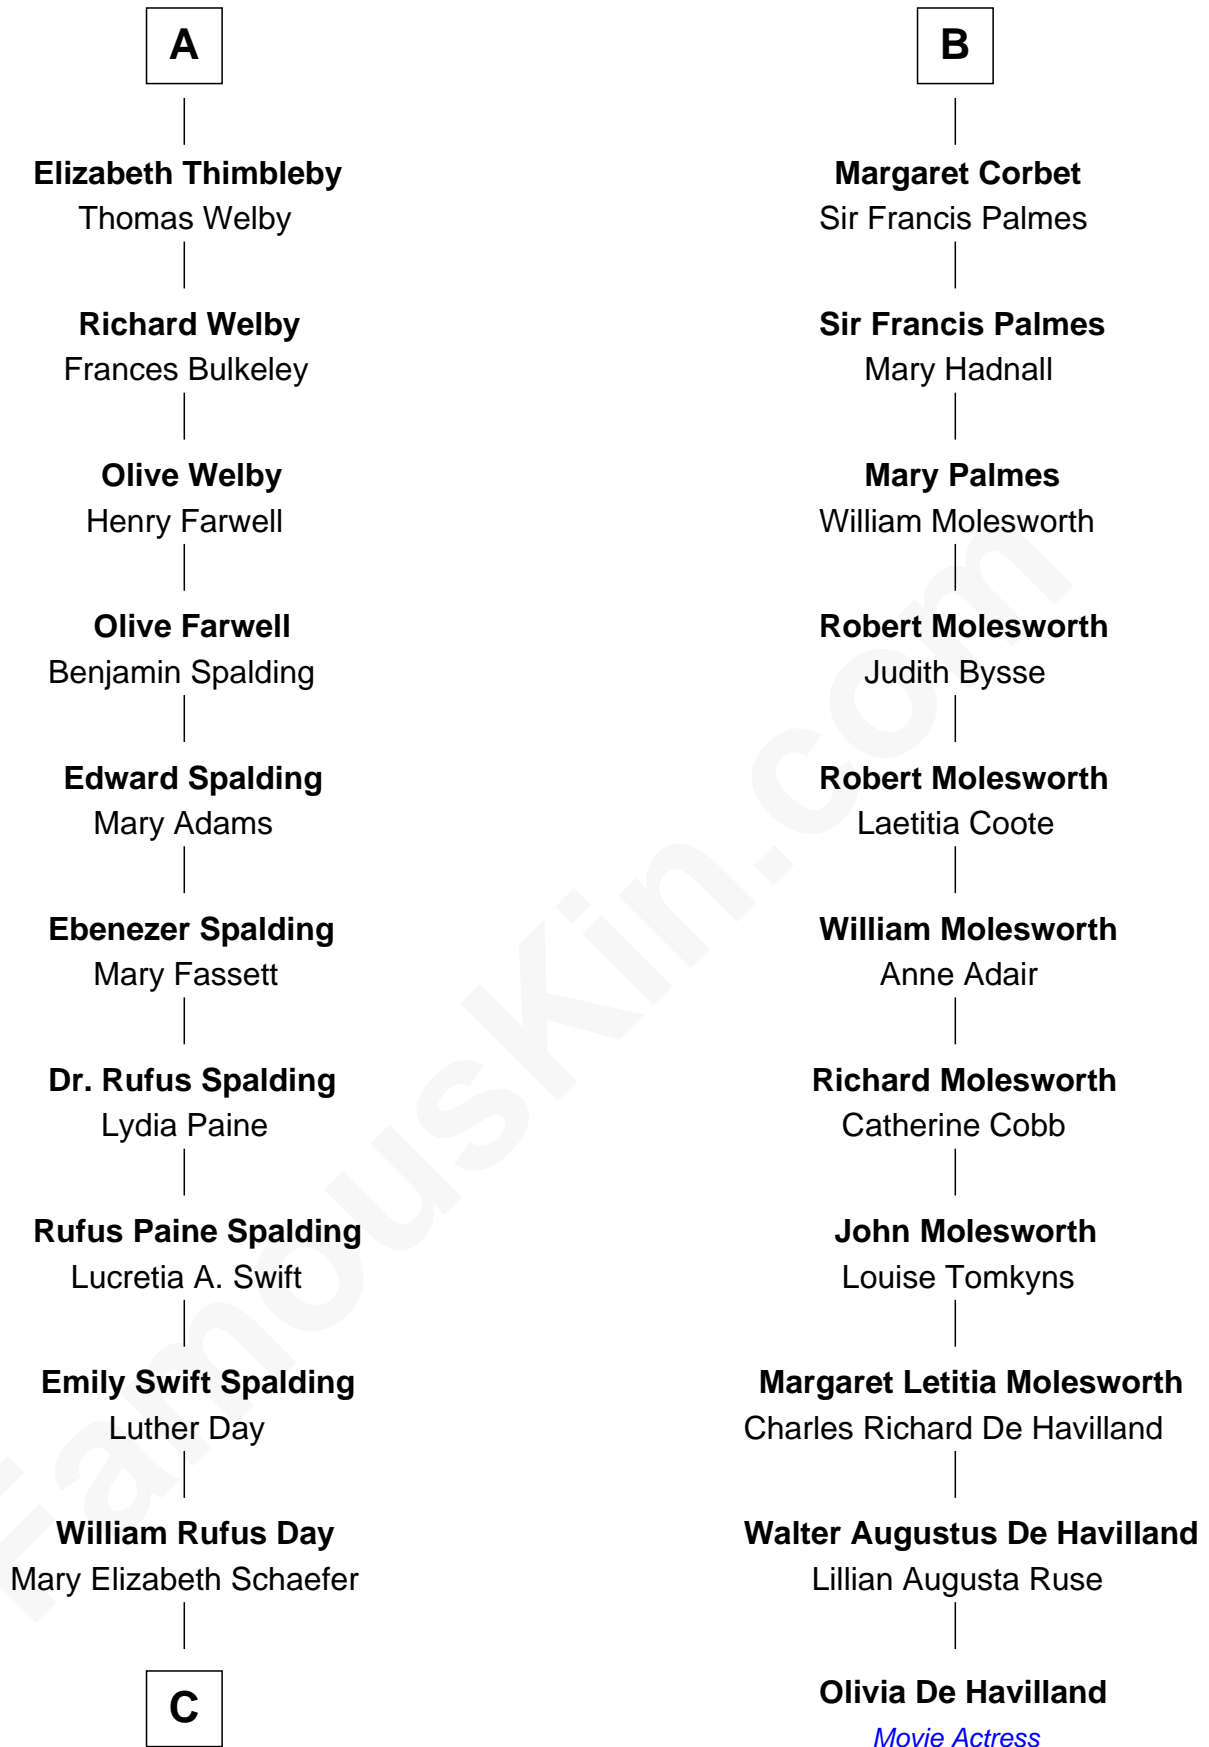 A
Elizabeth Thimbleby
Thomas Welby
Richard Welby
Frances Bulkeley
Olive Welby
Henry Farwell
Olive Farwell
Benjamin Spalding
Edward Spalding
Mary Adams
Ebenezer Spalding
Mary Fassett
Dr. Rufus Spalding
Lydia Paine
Rufus Paine Spalding
Lucretia A. Swift
Emily Swift Spalding
Luther Day
William Rufus Day
Mary Elizabeth Schaefer
C
B
Margaret Corbet
Sir Francis Palmes
Sir Francis Palmes
Mary Hadnall
Mary Palmes
William Molesworth
Robert Molesworth
Judith Bysse
Robert Molesworth
Laetitia Coote
William Molesworth
Anne Adair
Richard Molesworth
Catherine Cobb
John Molesworth
Louise Tomkyns
Margaret Letitia Molesworth
Charles Richard De Havilland
Walter Augustus De Havilland
Lillian Augusta Ruse
Olivia De Havilland
Movie Actress
FamousKin.com